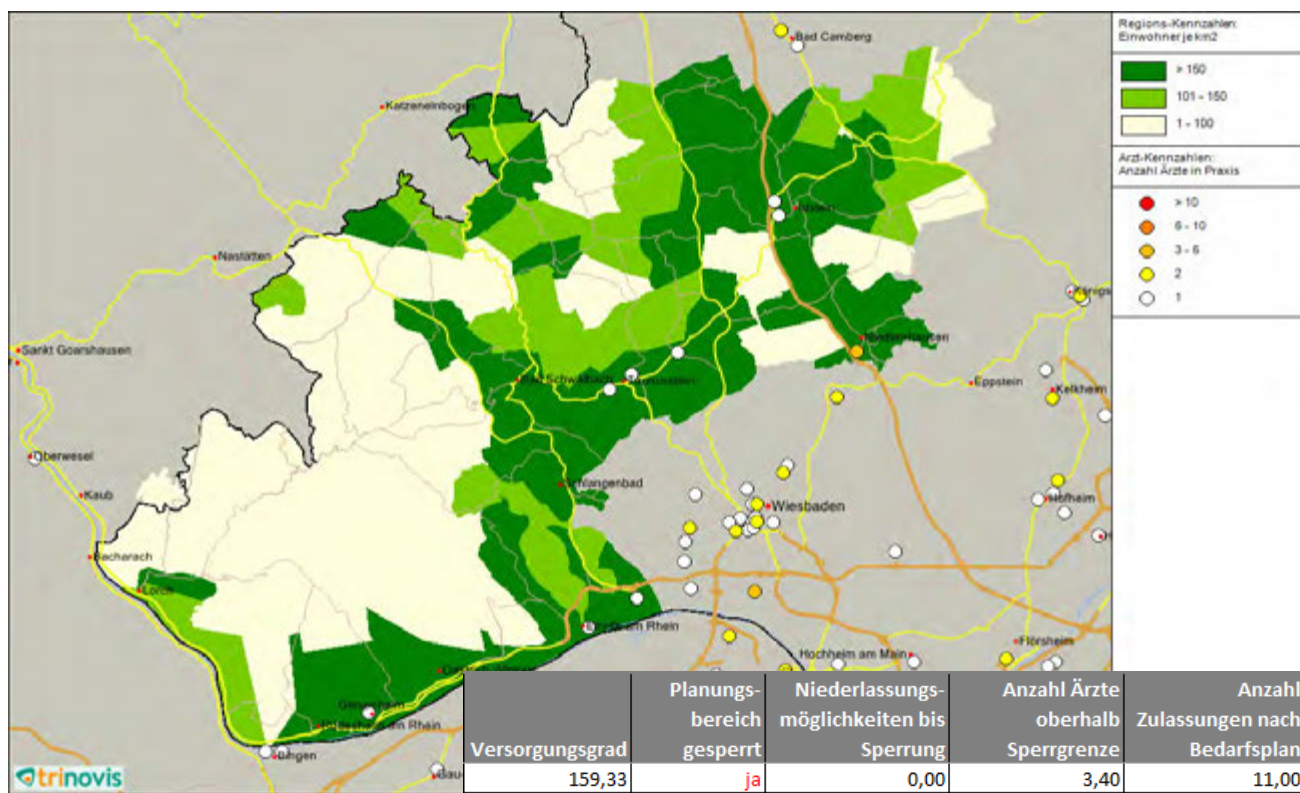 Regions-Kennzahlen:
Einwohner je km2
> 150
101 - 150
1 - 100
Arzt-Kennzahlen:
Anzahl Ärzte in Praxis
> 10
6 - 10
3 - 6
2
1
Bad Camberg
Katzenelnbogen
Idstein
Nastätten
Königs
Sankt Goarshausen
Niedernhausen
Bad Schwalbach
Taunusstein
Eppstein
Kelkheim
Oberwesel
Kaub
Schlangenbad
Hofheim
Wiesbaden
H
Bacharach
Lorch
Eltville am Rhein
Hochheim am Main
Flörsheim
Geisenheim
Rüdesheim am Rhein
Bingen
Gau
trinovis
Versorgungsgrad
Planungs-
bereich
gesperrt
Niederlassungs-
möglichkeiten bis
Sperrung
Anzahl Ärzte
oberhalb
Sperrgrenze
Anzahl
Zulassungen nach
Bedarfsplan
159,33
ja
0,00
3,40
11,00